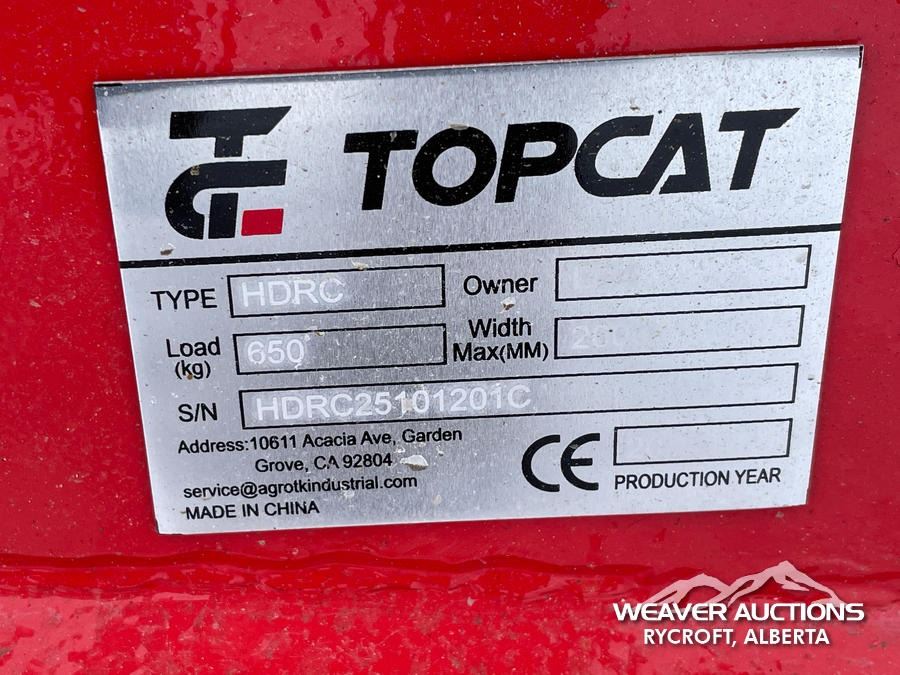 TOPCAT
TYPE HDRC Owner
Load (kg) 650 Width Max(MM)
S/N HDRC25101201C
Address:10611 Acacia Ave, Garden
Grove, CA 92804
service@agrotkindustrial.com
MADE IN CHINA
CE
PRODUCTION YEAR
WEAVER AUCTIONS
RYCROFT, ALBERTA